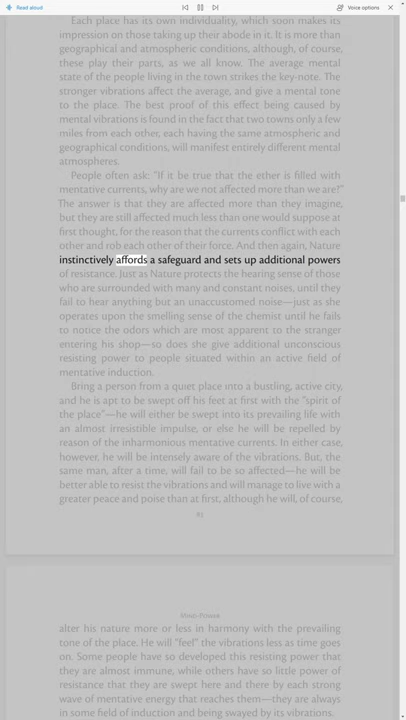 Read aloud
Voice options
Each place has its own individuality, which soon makes its
impression on those taking up their abode in it. It is more than
geographical and atmospheric conditions, although, of course,
these play their parts, as we all know. The average mental
state of the people living in the town strikes the key-note. The
stronger vibrations affect the average, and give a mental tone
to the place. The best proof of this effect being caused by
mental vibrations is found in the fact that two towns only a few
miles from each other, each having the same atmospheric and
geographical conditions, will manifest entirely different mental
atmospheres.
People often ask: "If it be true that the ether is filled with
mentative currents, why are we not affected more than we are?"
The answer is that they are affected more than they imagine,
but they are still affected much less than one would suppose at
first thought, for the reason that the currents conflict with each
other and rob each other of their force. And then again, Nature
instinctively affords a safeguard and sets up additional powers
of resistance. Just as Nature protects the hearing sense of those
who are surrounded with many and constant noises, until they
fail to hear anything but an unaccustomed noise—just as she
operates upon the smelling sense of the chemist until he fails
to notice the odors which are most apparent to the stranger
entering his shop—so does she give additional unconscious
resisting power to people situated within an active field of
mentative induction.
Bring a person from a quiet place into a bustling, active city,
and he is apt to be swept off his feet at first with the "spirit of
the place"—he will either be swept into its prevailing life with
an almost irresistible impulse, or else he will be repelled by
reason of the inharmonious mentative currents. In either case,
however, he will be intensely aware of the vibrations. But, the
same man, after a time, will fail to be so affected—he will be
better able to resist the vibrations and will manage to live with a
greater peace and poise than at first, although he will, of course,
Mind-Power
alter his nature more or less in harmony with the prevailing
tone of the place. He will "feel" the vibrations less as time goes
on. Some people have so developed this resisting power that
they are almost immune, while others have so little power of
resistance that they are swept here and there by each strong
wave of mentative energy that reaches them—they are always
in some field of induction and being swayed by its vibrations.